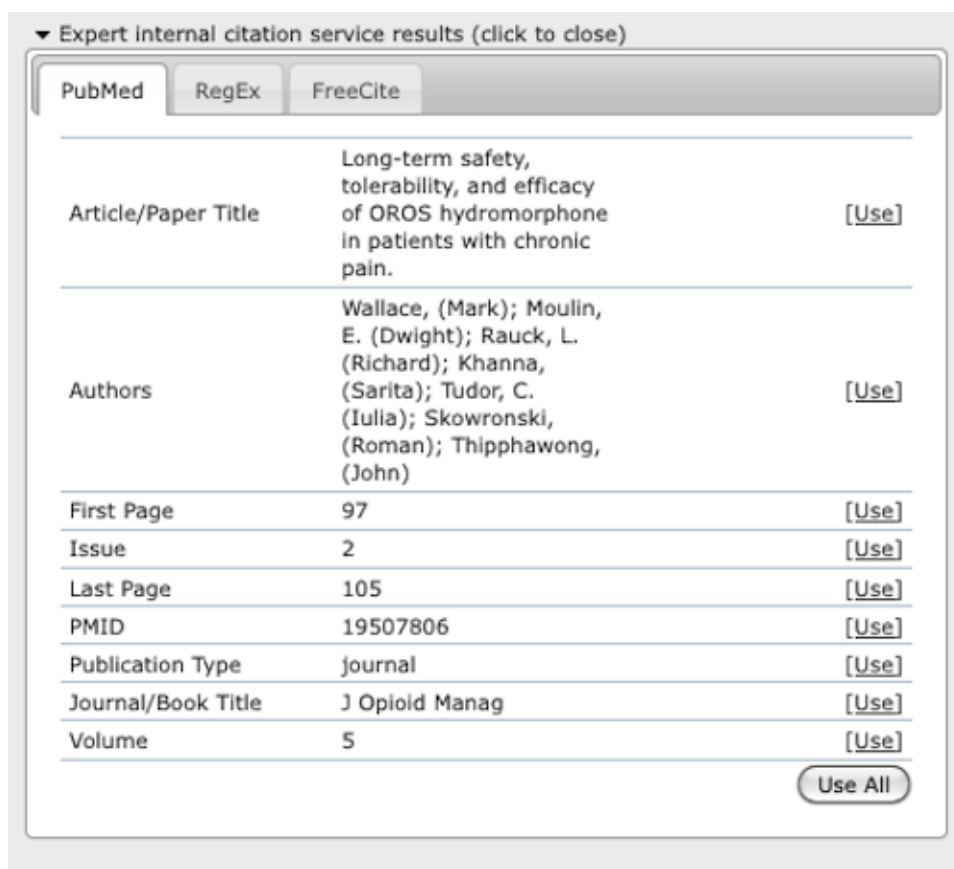 ▼ Expert internal citation service results (click to close)
PubMed RegEx FreeCite
Article/Paper Title
Long-term safety,
tolerability, and efficacy
of OROS hydromorphone
in patients with chronic
pain.
[Use]
Authors
Wallace, (Mark); Moulin,
E. (Dwight); Rauck, L.
(Richard); Khanna,
(Sarita); Tudor, C.
(Iulia); Skowronski,
(Roman); Thipphawong,
(John)
[Use]
First Page 97 [Use]
Issue 2 [Use]
Last Page 105 [Use]
PMID 19507806 [Use]
Publication Type journal [Use]
Journal/Book Title J Opioid Manag [Use]
Volume 5 [Use]
Use All